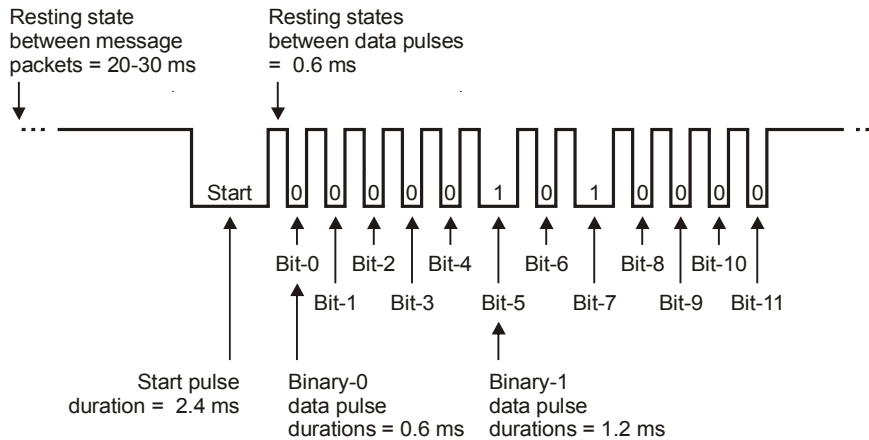 Resting state
between message
packets = 20-30 ms
Resting states
between data pulses
= 0.6 ms
Start 0 0 0 0 0 1 0 1 0 0 0 0
Bit-0 Bit-2 Bit-4 Bit-6 Bit-8 Bit-10
Bit-1 Bit-3 Bit-5 Bit-7 Bit-9 Bit-11
Start pulse
duration = 2.4 ms
Binary-0
data pulse
durations = 0.6 ms
Binary-1
data pulse
durations = 1.2 ms